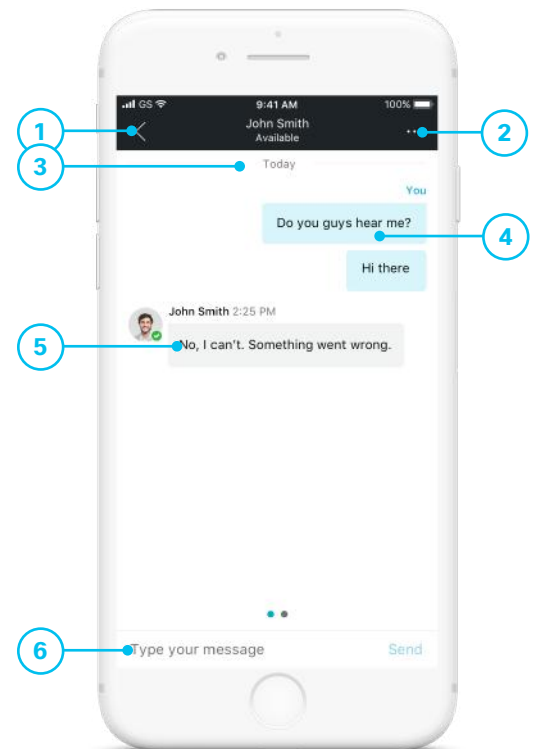 GS 9:41 AM 100%
John Smith
Available
1
2
3
Today
You
Do you guys hear me?
4
Hi there
John Smith 2:25 PM
5
No, I can't. Something went wrong.
6
Type your message Send